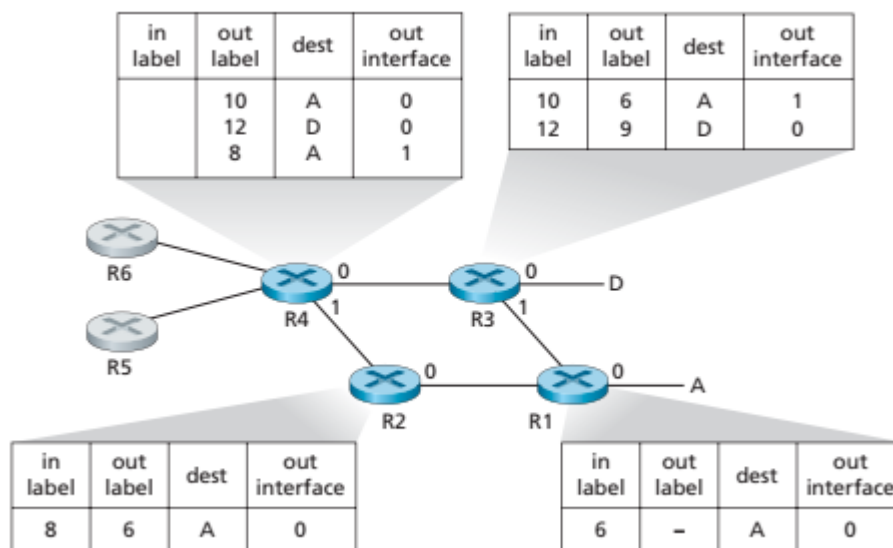 in label | out label | dest | out interface
10 | A | 0
12 | D | 0
8 | A | 1
in label | out label | dest | out interface
10 | 6 | A | 1
12 | 9 | D | 0
R6
0
0
D
R4
1
R3
1
R5
0
0
A
R2
R1
in label | out label | dest | out interface
8 | 6 | A | 0
in label | out label | dest | out interface
6 | – | A | 0